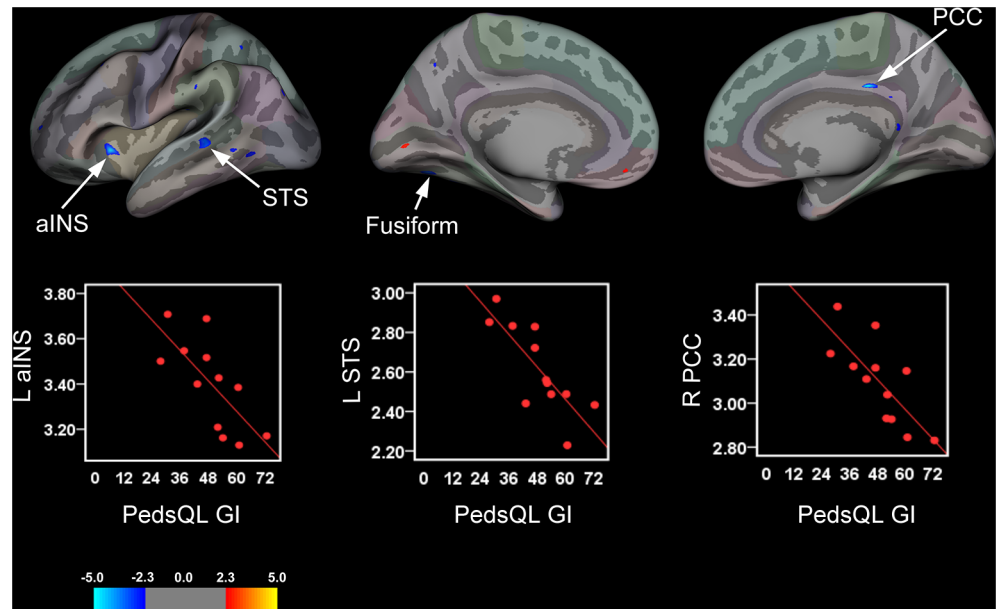 PCC
STS
aINS
Fusiform
L aINS
3.80
3.60
3.40
3.20
0 12 24 36 48 60 72
PedsQL GI
L STS
3.00
2.80
2.60
2.40
2.20
0 12 24 36 48 60 72
PedsQL GI
R PCC
3.40
3.20
3.00
2.80
0 12 24 36 48 60 72
PedsQL GI
-5.0 -2.3 0.0 2.3 5.0